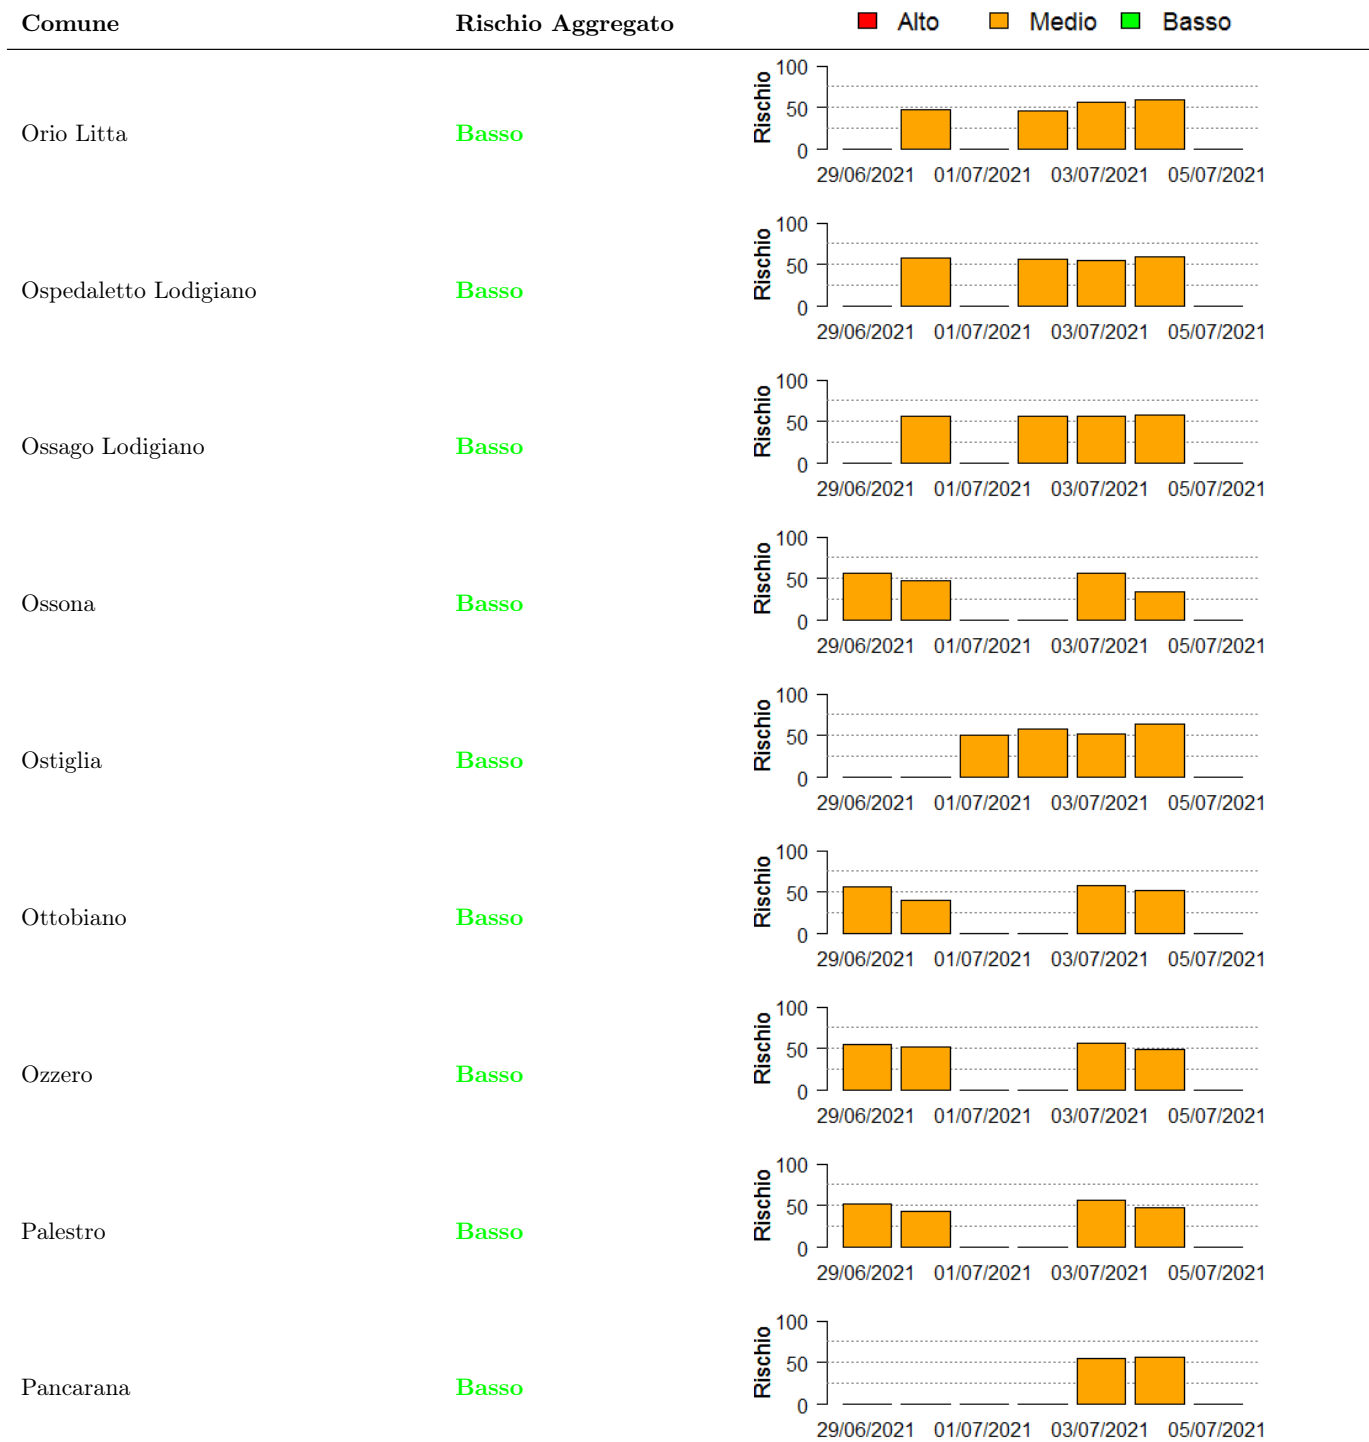 Comune Rischio Aggregato Alto Medio Basso
100
50
0
Rischio
Orio Litta Basso
29/06/2021 01/07/2021 03/07/2021 05/07/2021
100
50
0
Rischio
Ospedaletto Lodigiano Basso
29/06/2021 01/07/2021 03/07/2021 05/07/2021
100
50
0
Rischio
Ossago Lodigiano Basso
29/06/2021 01/07/2021 03/07/2021 05/07/2021
100
50
0
Rischio
Ossona Basso
29/06/2021 01/07/2021 03/07/2021 05/07/2021
100
50
0
Rischio
Ostiglia Basso
29/06/2021 01/07/2021 03/07/2021 05/07/2021
100
50
0
Rischio
Ottobiano Basso
29/06/2021 01/07/2021 03/07/2021 05/07/2021
100
50
0
Rischio
Ozzero Basso
29/06/2021 01/07/2021 03/07/2021 05/07/2021
100
50
0
Rischio
Palestro Basso
29/06/2021 01/07/2021 03/07/2021 05/07/2021
100
50
0
Rischio
Pancarana Basso
29/06/2021 01/07/2021 03/07/2021 05/07/2021